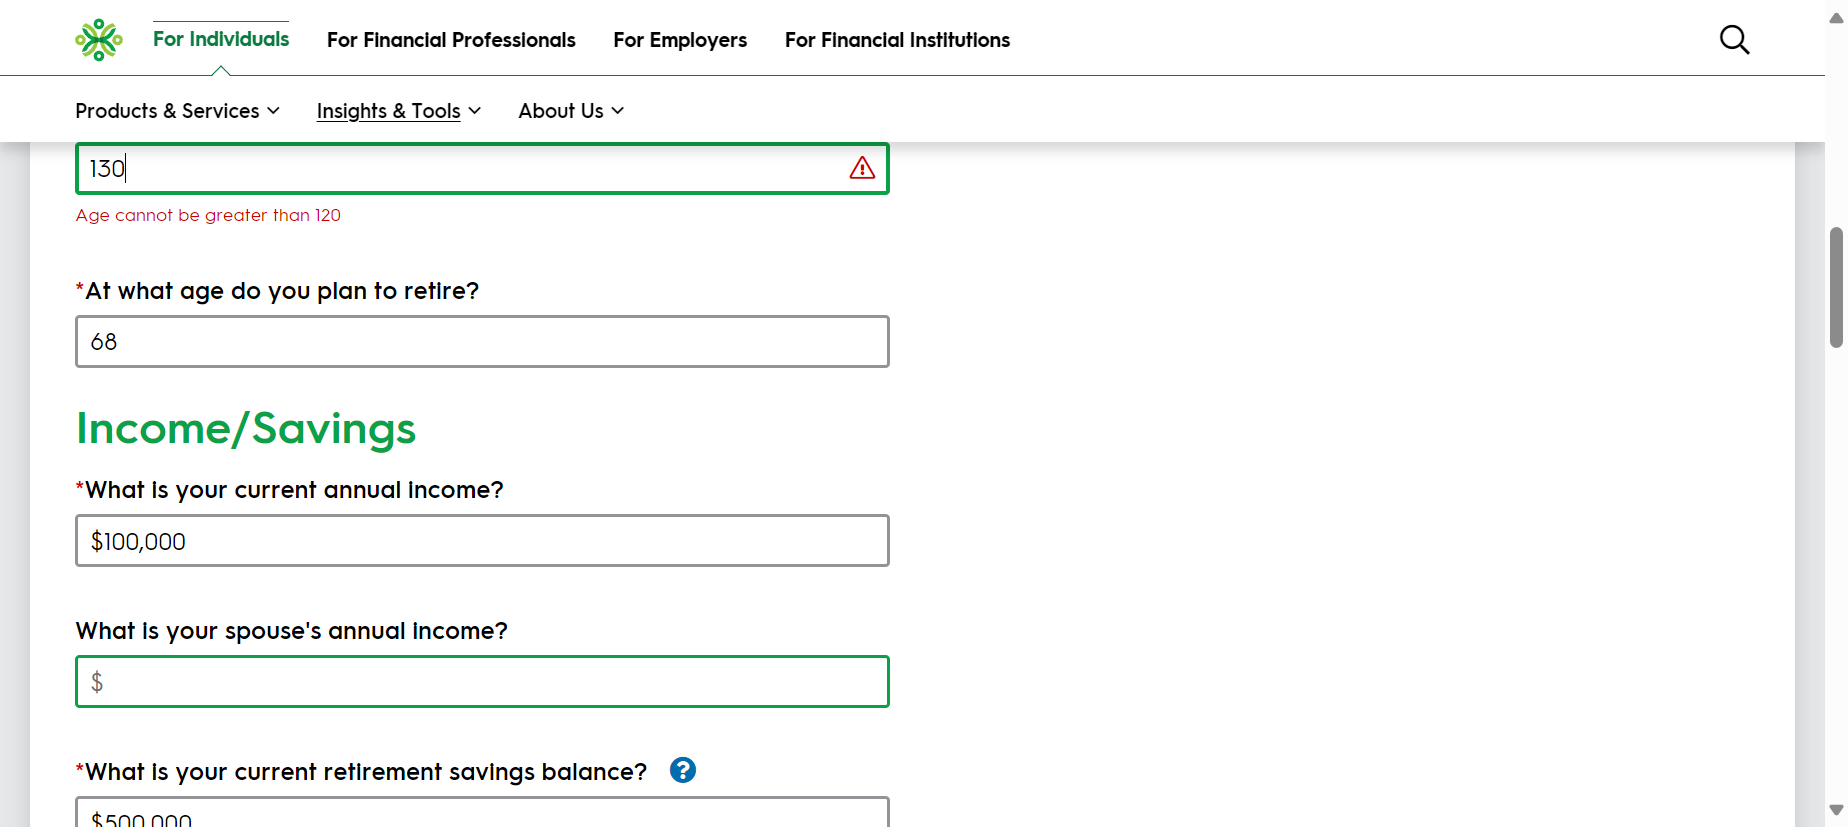 For Individuals
For Financial Professionals
For Employers
For Financial Institutions
Products & Services
Insights & Tools
About Us
130
Age cannot be greater than 120
*At what age do you plan to retire?
68
Income/Savings
*What is your current annual income?
$100,000
What is your spouse's annual income?
$
*What is your current retirement savings balance?
?
$500,000